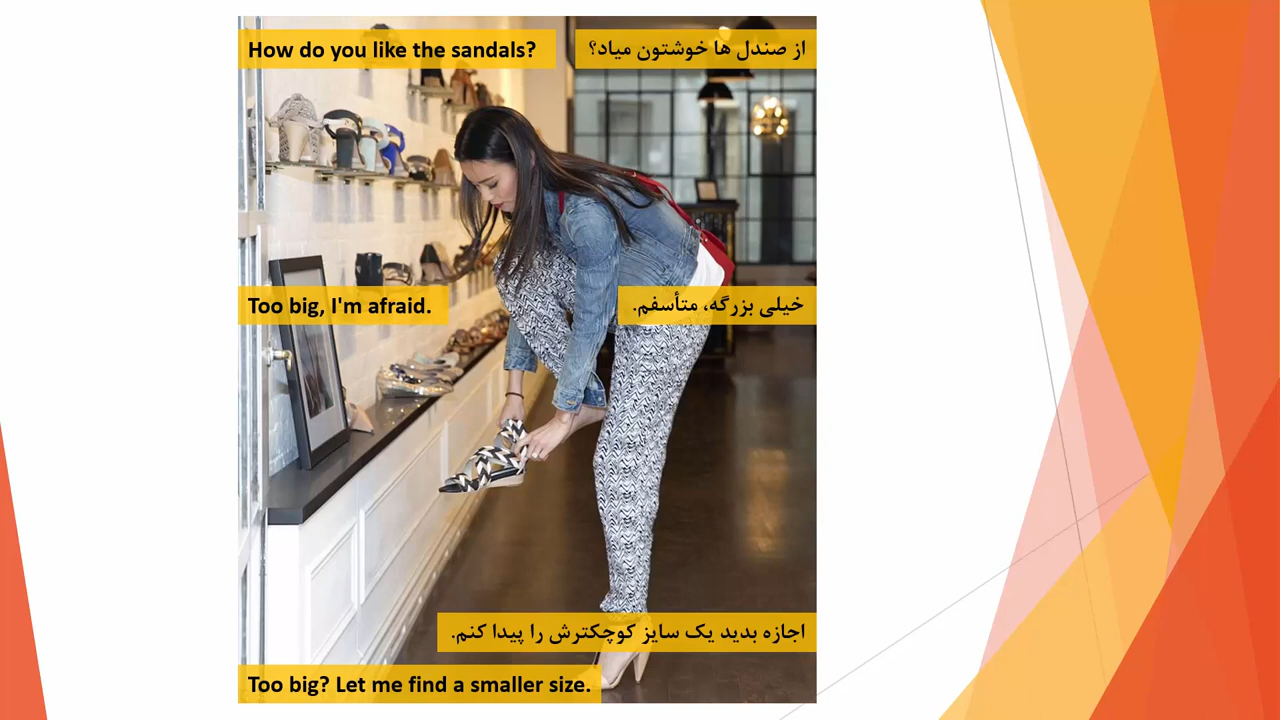 How do you like the sandals?
از صندل ها خوشتون میاد؟
Too big, I'm afraid.
خیلی بزرگه، متأسفم.
اجازه بدید یک سایز کوچکترش را پیدا کنم.
Too big? Let me find a smaller size.